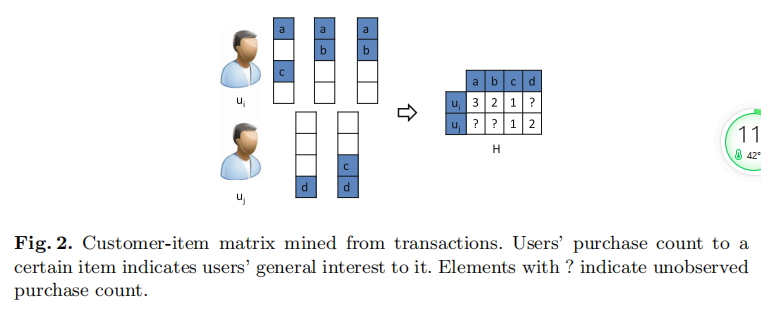 a a a
b b
c
u_i
a b c d
u_i 3 2 1 ?
u_j ? ? 1 2
H
c
d d
u_j
11
42°
Fig. 2. Customer-item matrix mined from transactions. Users' purchase count to a
certain item indicates users' general interest to it. Elements with ? indicate unobserved
purchase count.